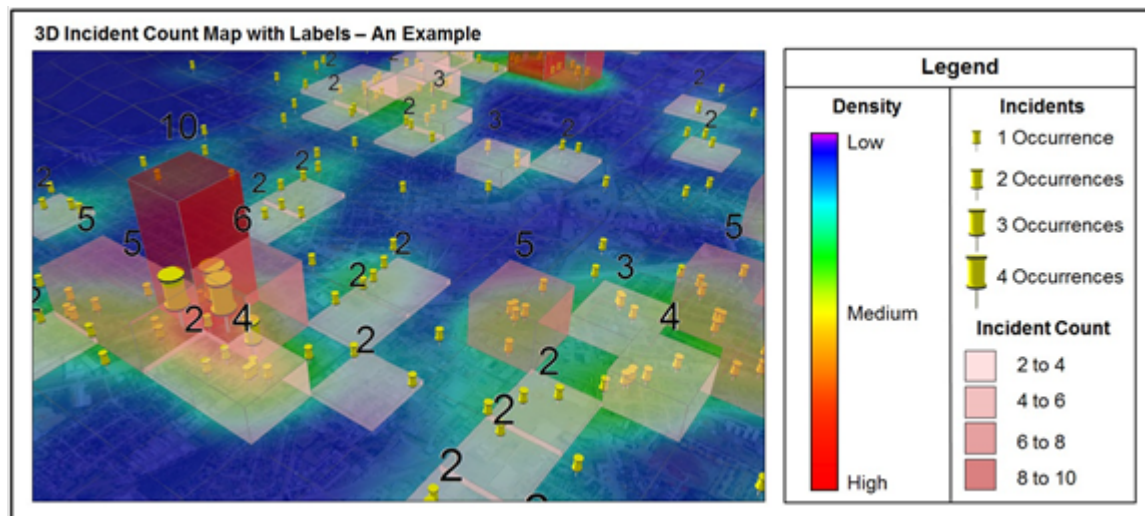 3D Incident Count Map with Labels – An Example
2
2
3
3
2
2
2
10
2
2
2
5
5
6
2
5
3
5
2
2
4
2
4
2
2
2
2
Legend
Density
Low
Medium
High
Incidents
1 Occurrence
2 Occurrences
3 Occurrences
4 Occurrences
Incident Count
2 to 4
4 to 6
6 to 8
8 to 10